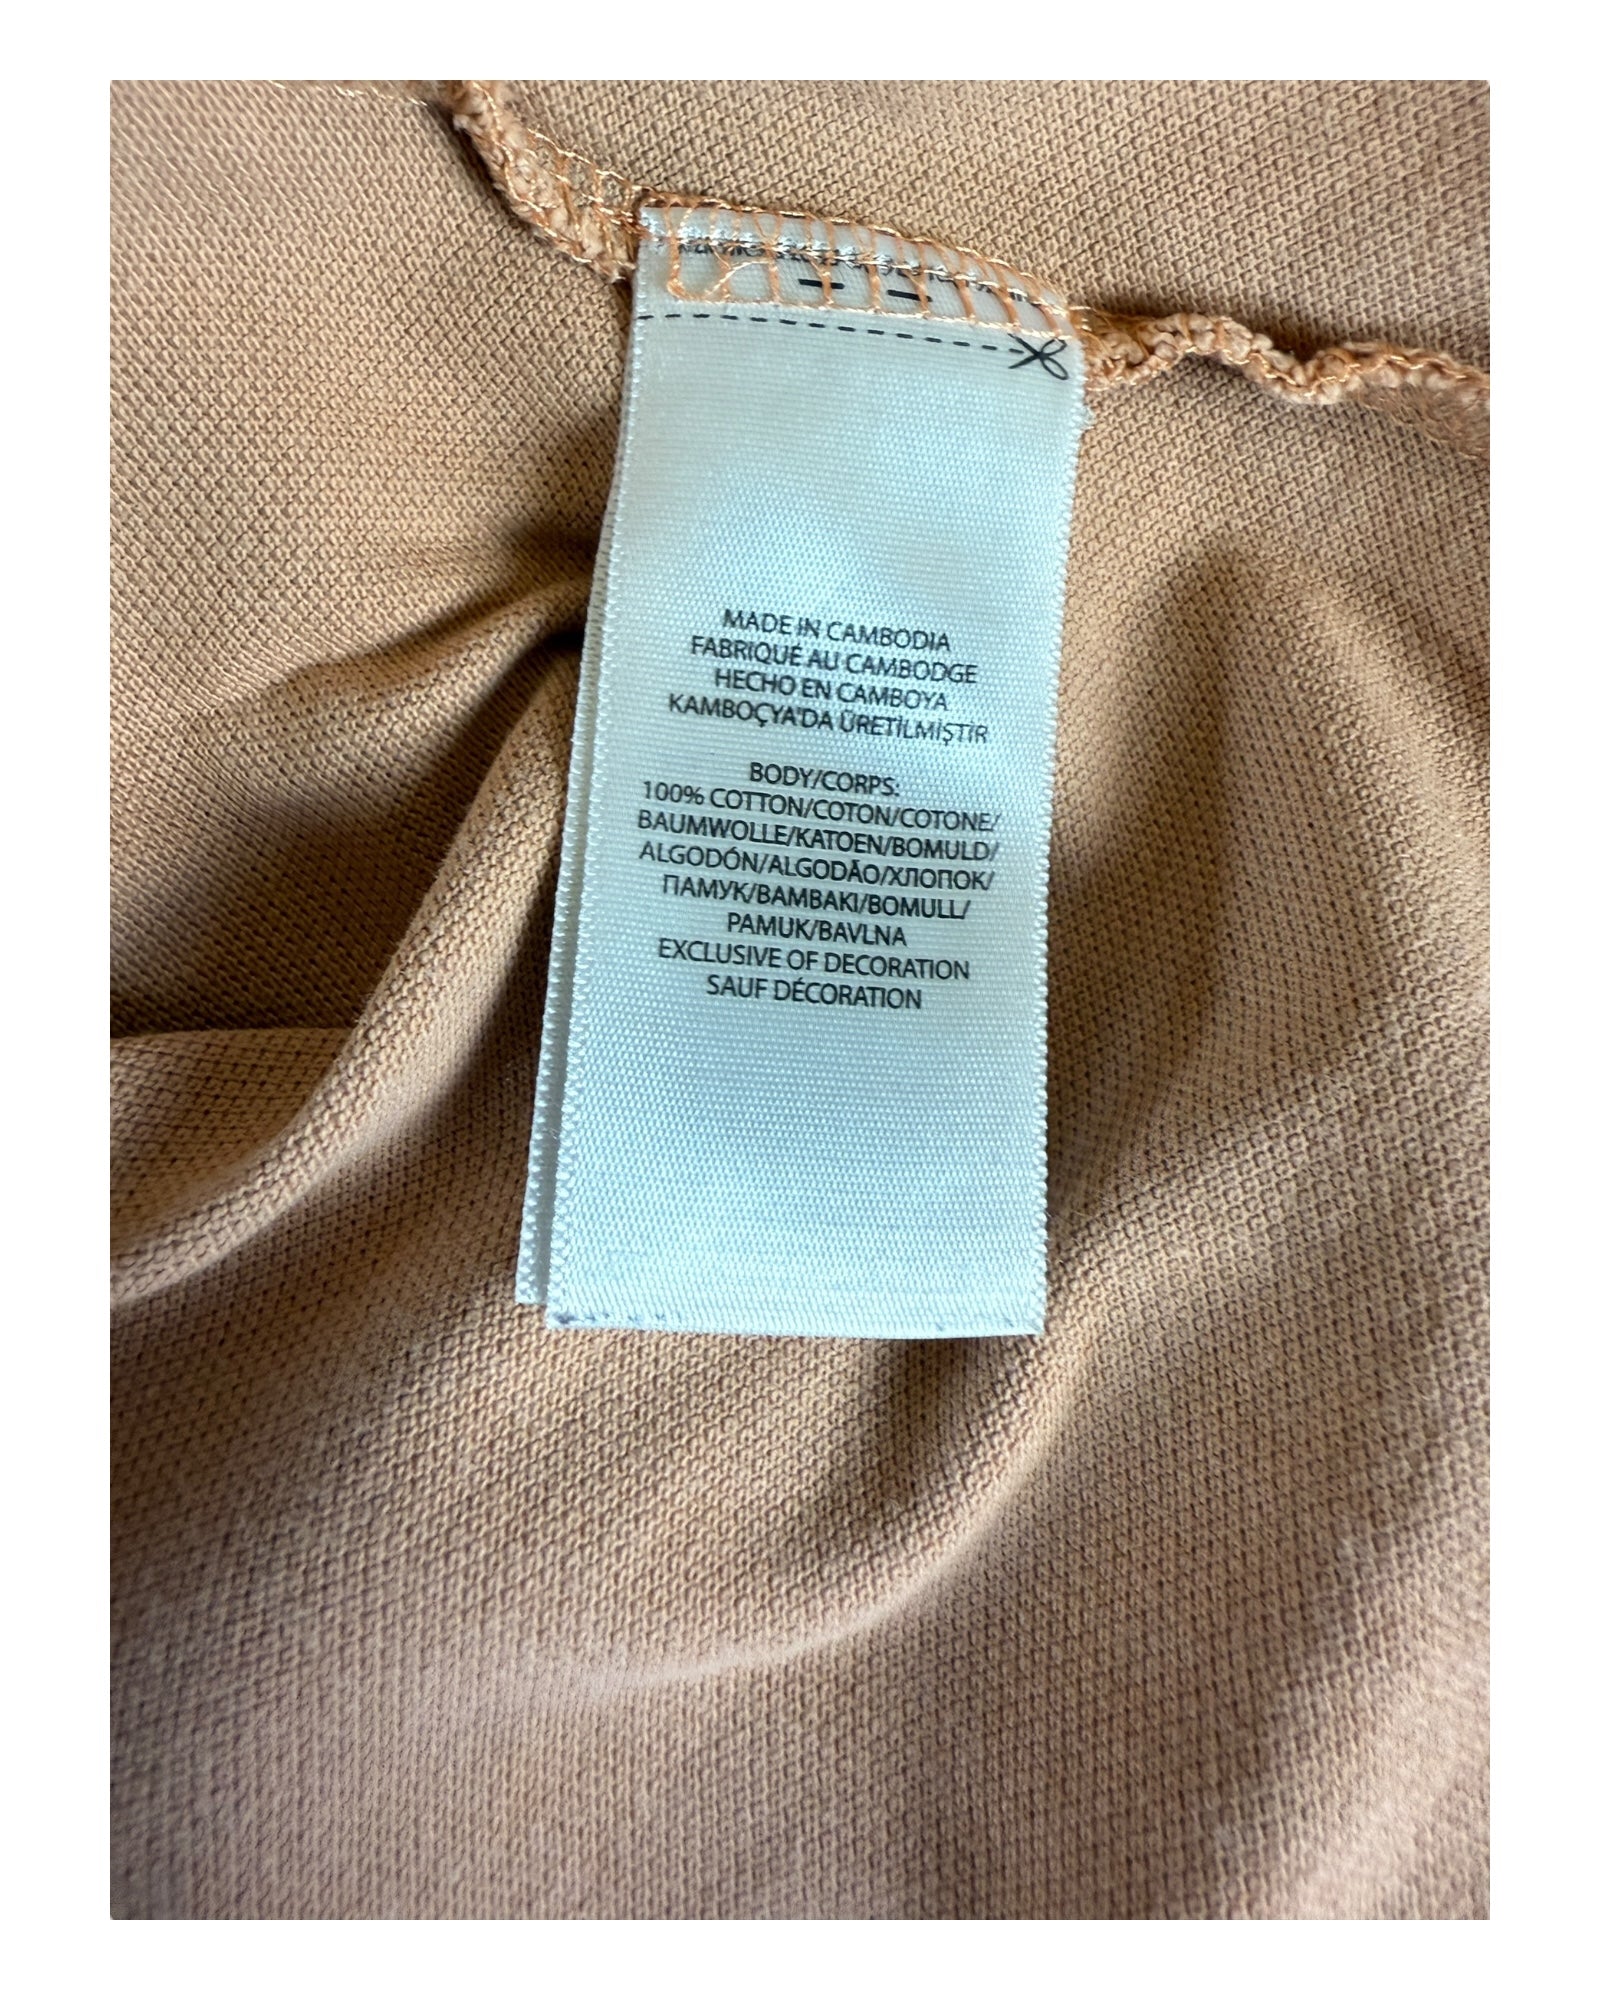 MADE IN CAMBODIA
FABRIQUÉ AU CAMBODGE
HECHO EN CAMBOYA
KAMBOÇYA'DA ÜRETİLMİŞTİR
BODY/CORPS:
100% COTTON/COTON/COTONE/
BAUMWOLLE/KATOEN/BOMULD/
ALGODÓN/ALGODÃO/ХЛОПОК/
ПАМУК/ΒΑΜΒΑΚΙ/BOMULL/
PAMUK/BAVLNA
EXCLUSIVE OF DECORATION
SAUF DÉCORATION